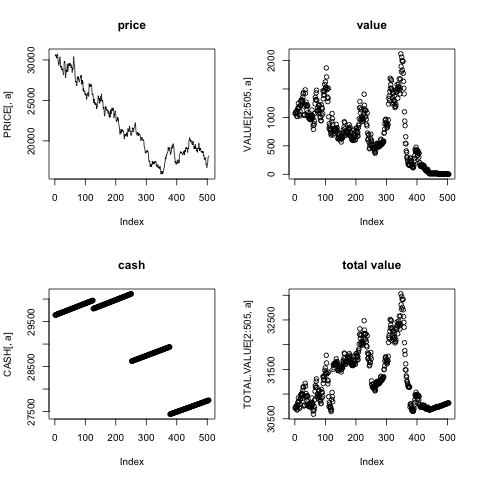 price
PRICE[, a]
20000 25000 30000
0 100 200 300 400 500
Index
value
VALUE[2:505, a]
0 500 1000 2000
0 100 200 300 400 500
Index
cash
CASH[, a]
27500 28500 29500
0 100 200 300 400 500
Index
total value
TOTAL.VALUE[2:505, a]
30500 31500 32500
0 100 200 300 400 500
Index